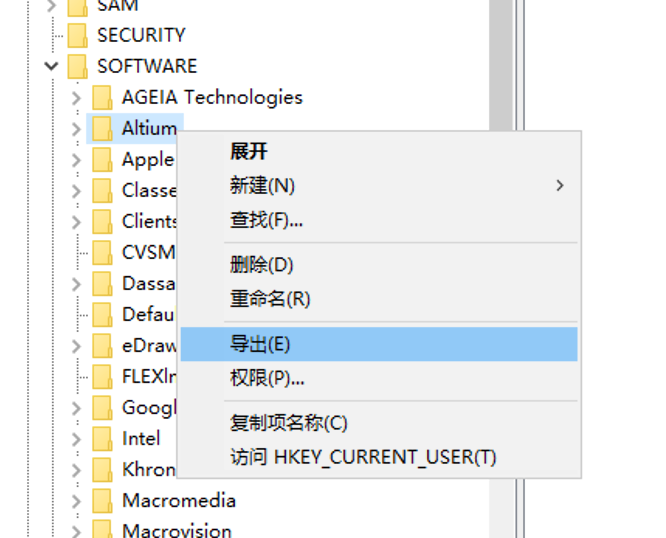 SAM
SECURITY
SOFTWARE
AGEIA Technologies
Altium
Apple
Classe
Clients
CVSM
Dassa
Defau
eDraw
FLEXln
Googl
Intel
Khron
Macromedia
Macrovision
展开
新建(N)
查找(F)...
删除(D)
重命名(R)
导出(E)
权限(P)...
复制项名称(C)
访问 HKEY_CURRENT_USER(T)